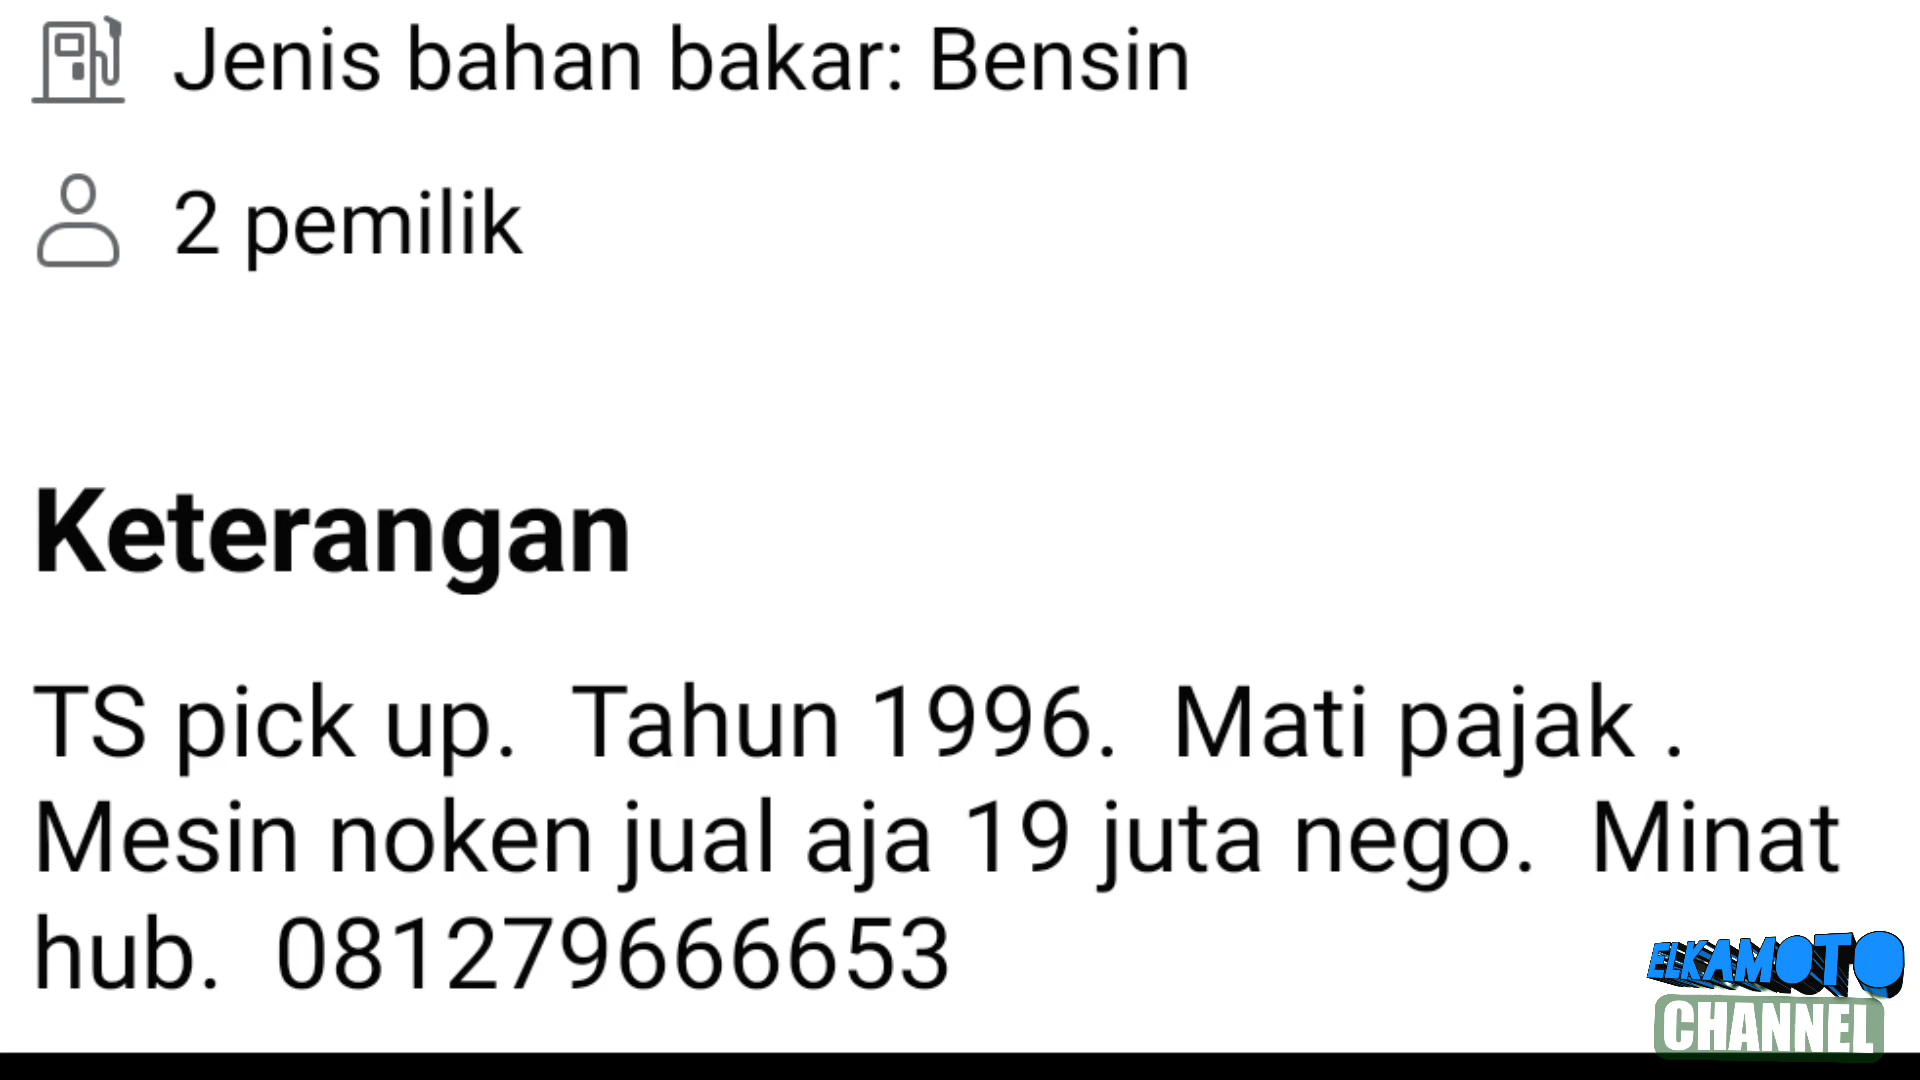 Jenis bahan bakar: Bensin
2 pemilik
Keterangan
TS pick up.  Tahun 1996.  Mati pajak .
Mesin noken jual aja 19 juta nego.  Minat
hub.  081279666653
ELKAMOTO
CHANNEL